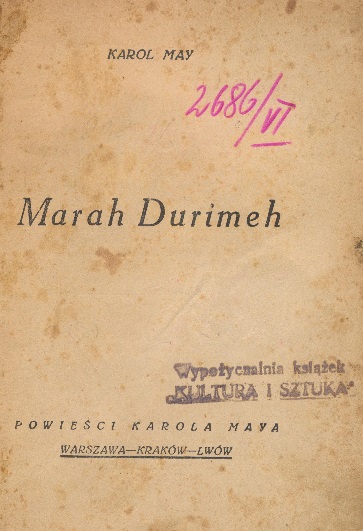 KAROL MAY
2686/VI
Marah Durimeh
Wypożyczalnia książek
„KULTURA I SZTUKA"
POWIEŚCI KAROLA MAYA
WARSZAWA—KRAKÓW—LWÓW